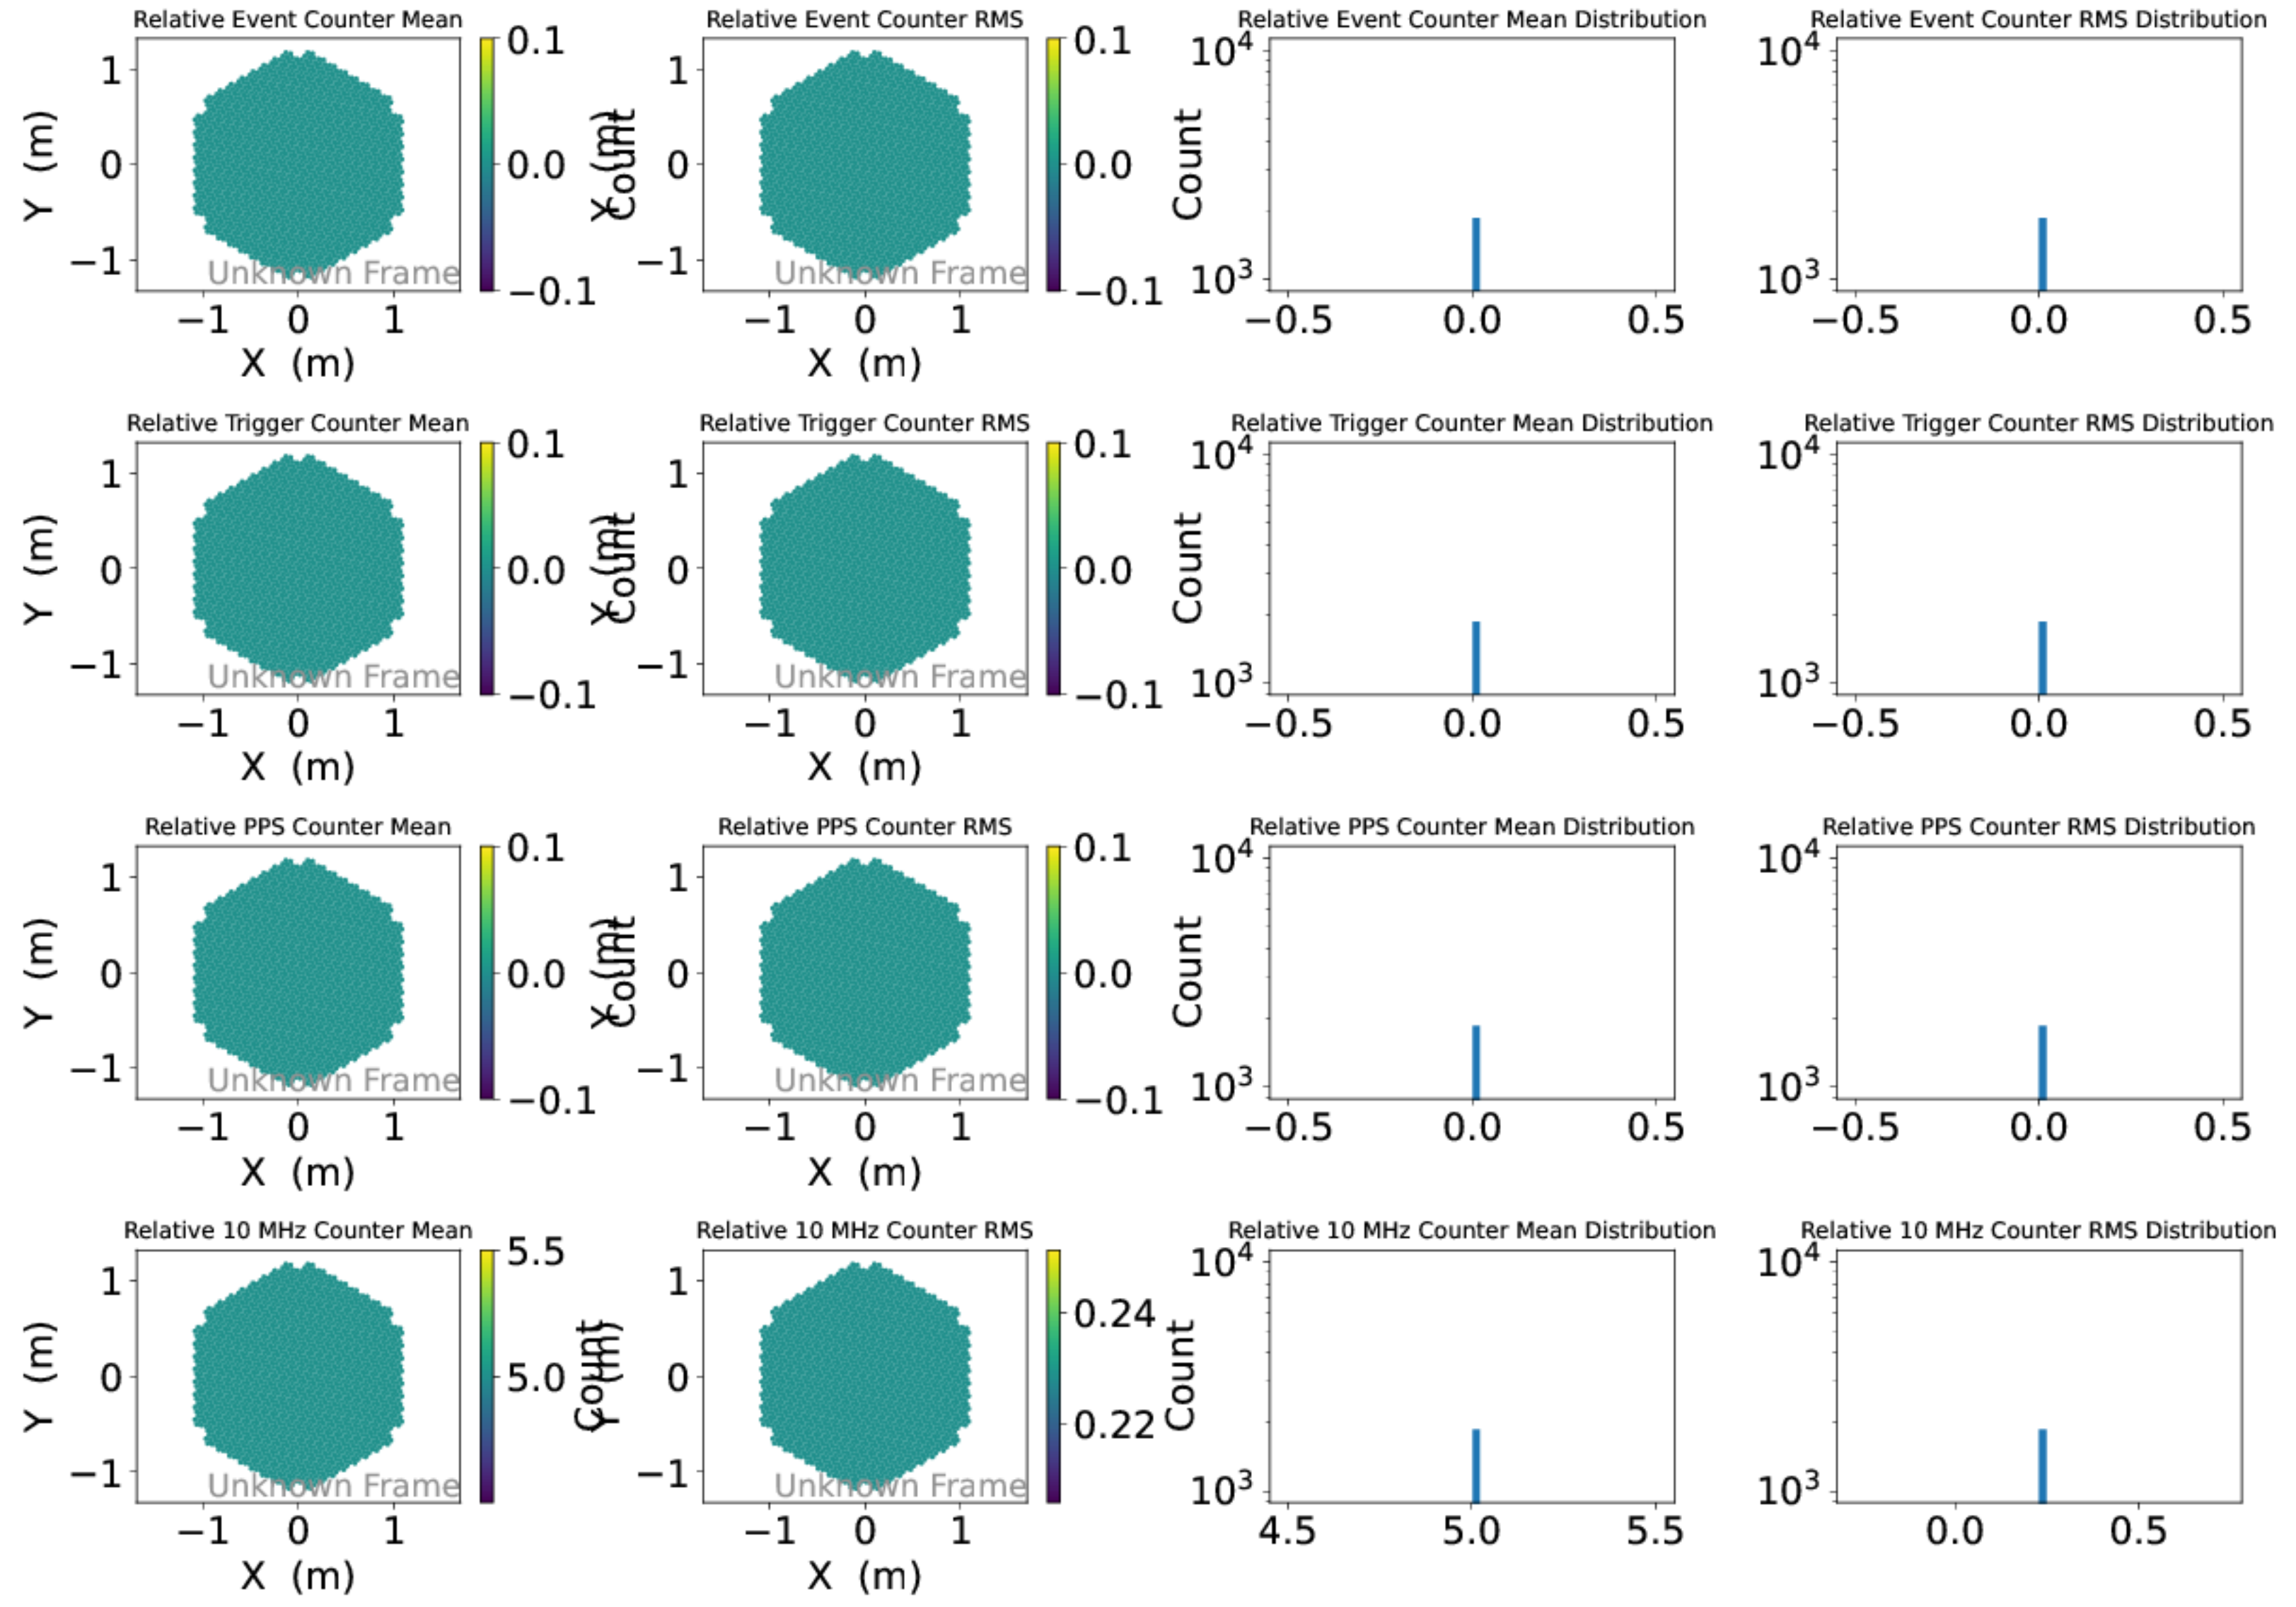 Relative Event Counter Mean
Y (m)
1
0
−1
Unknown Frame
−1 0 1
X (m)
0.1
0.0
−0.1
Count
Relative Event Counter RMS
Y (m)
1
0
−1
Unknown Frame
−1 0 1
X (m)
0.1
0.0
−0.1
Count
Relative Event Counter Mean Distribution
10⁴
10³
−0.5 0.0 0.5
Relative Event Counter RMS Distribution
10⁴
10³
−0.5 0.0 0.5
Relative Trigger Counter Mean
Y (m)
1
0
−1
Unknown Frame
−1 0 1
X (m)
0.1
0.0
−0.1
Count
Relative Trigger Counter RMS
Y (m)
1
0
−1
Unknown Frame
−1 0 1
X (m)
0.1
0.0
−0.1
Count
Relative Trigger Counter Mean Distribution
10⁴
10³
−0.5 0.0 0.5
Relative Trigger Counter RMS Distribution
10⁴
10³
−0.5 0.0 0.5
Relative PPS Counter Mean
Y (m)
1
0
−1
Unknown Frame
−1 0 1
X (m)
0.1
0.0
−0.1
Count
Relative PPS Counter RMS
Y (m)
1
0
−1
Unknown Frame
−1 0 1
X (m)
0.1
0.0
−0.1
Count
Relative PPS Counter Mean Distribution
10⁴
10³
−0.5 0.0 0.5
Relative PPS Counter RMS Distribution
10⁴
10³
−0.5 0.0 0.5
Relative 10 MHz Counter Mean
Y (m)
1
0
−1
Unknown Frame
−1 0 1
X (m)
5.5
5.0
Count
Relative 10 MHz Counter RMS
Y (m)
1
0
−1
Unknown Frame
−1 0 1
X (m)
0.24
0.22
Count
Relative 10 MHz Counter Mean Distribution
10⁴
10³
4.5 5.0 5.5
Relative 10 MHz Counter RMS Distribution
10⁴
10³
0.0 0.5